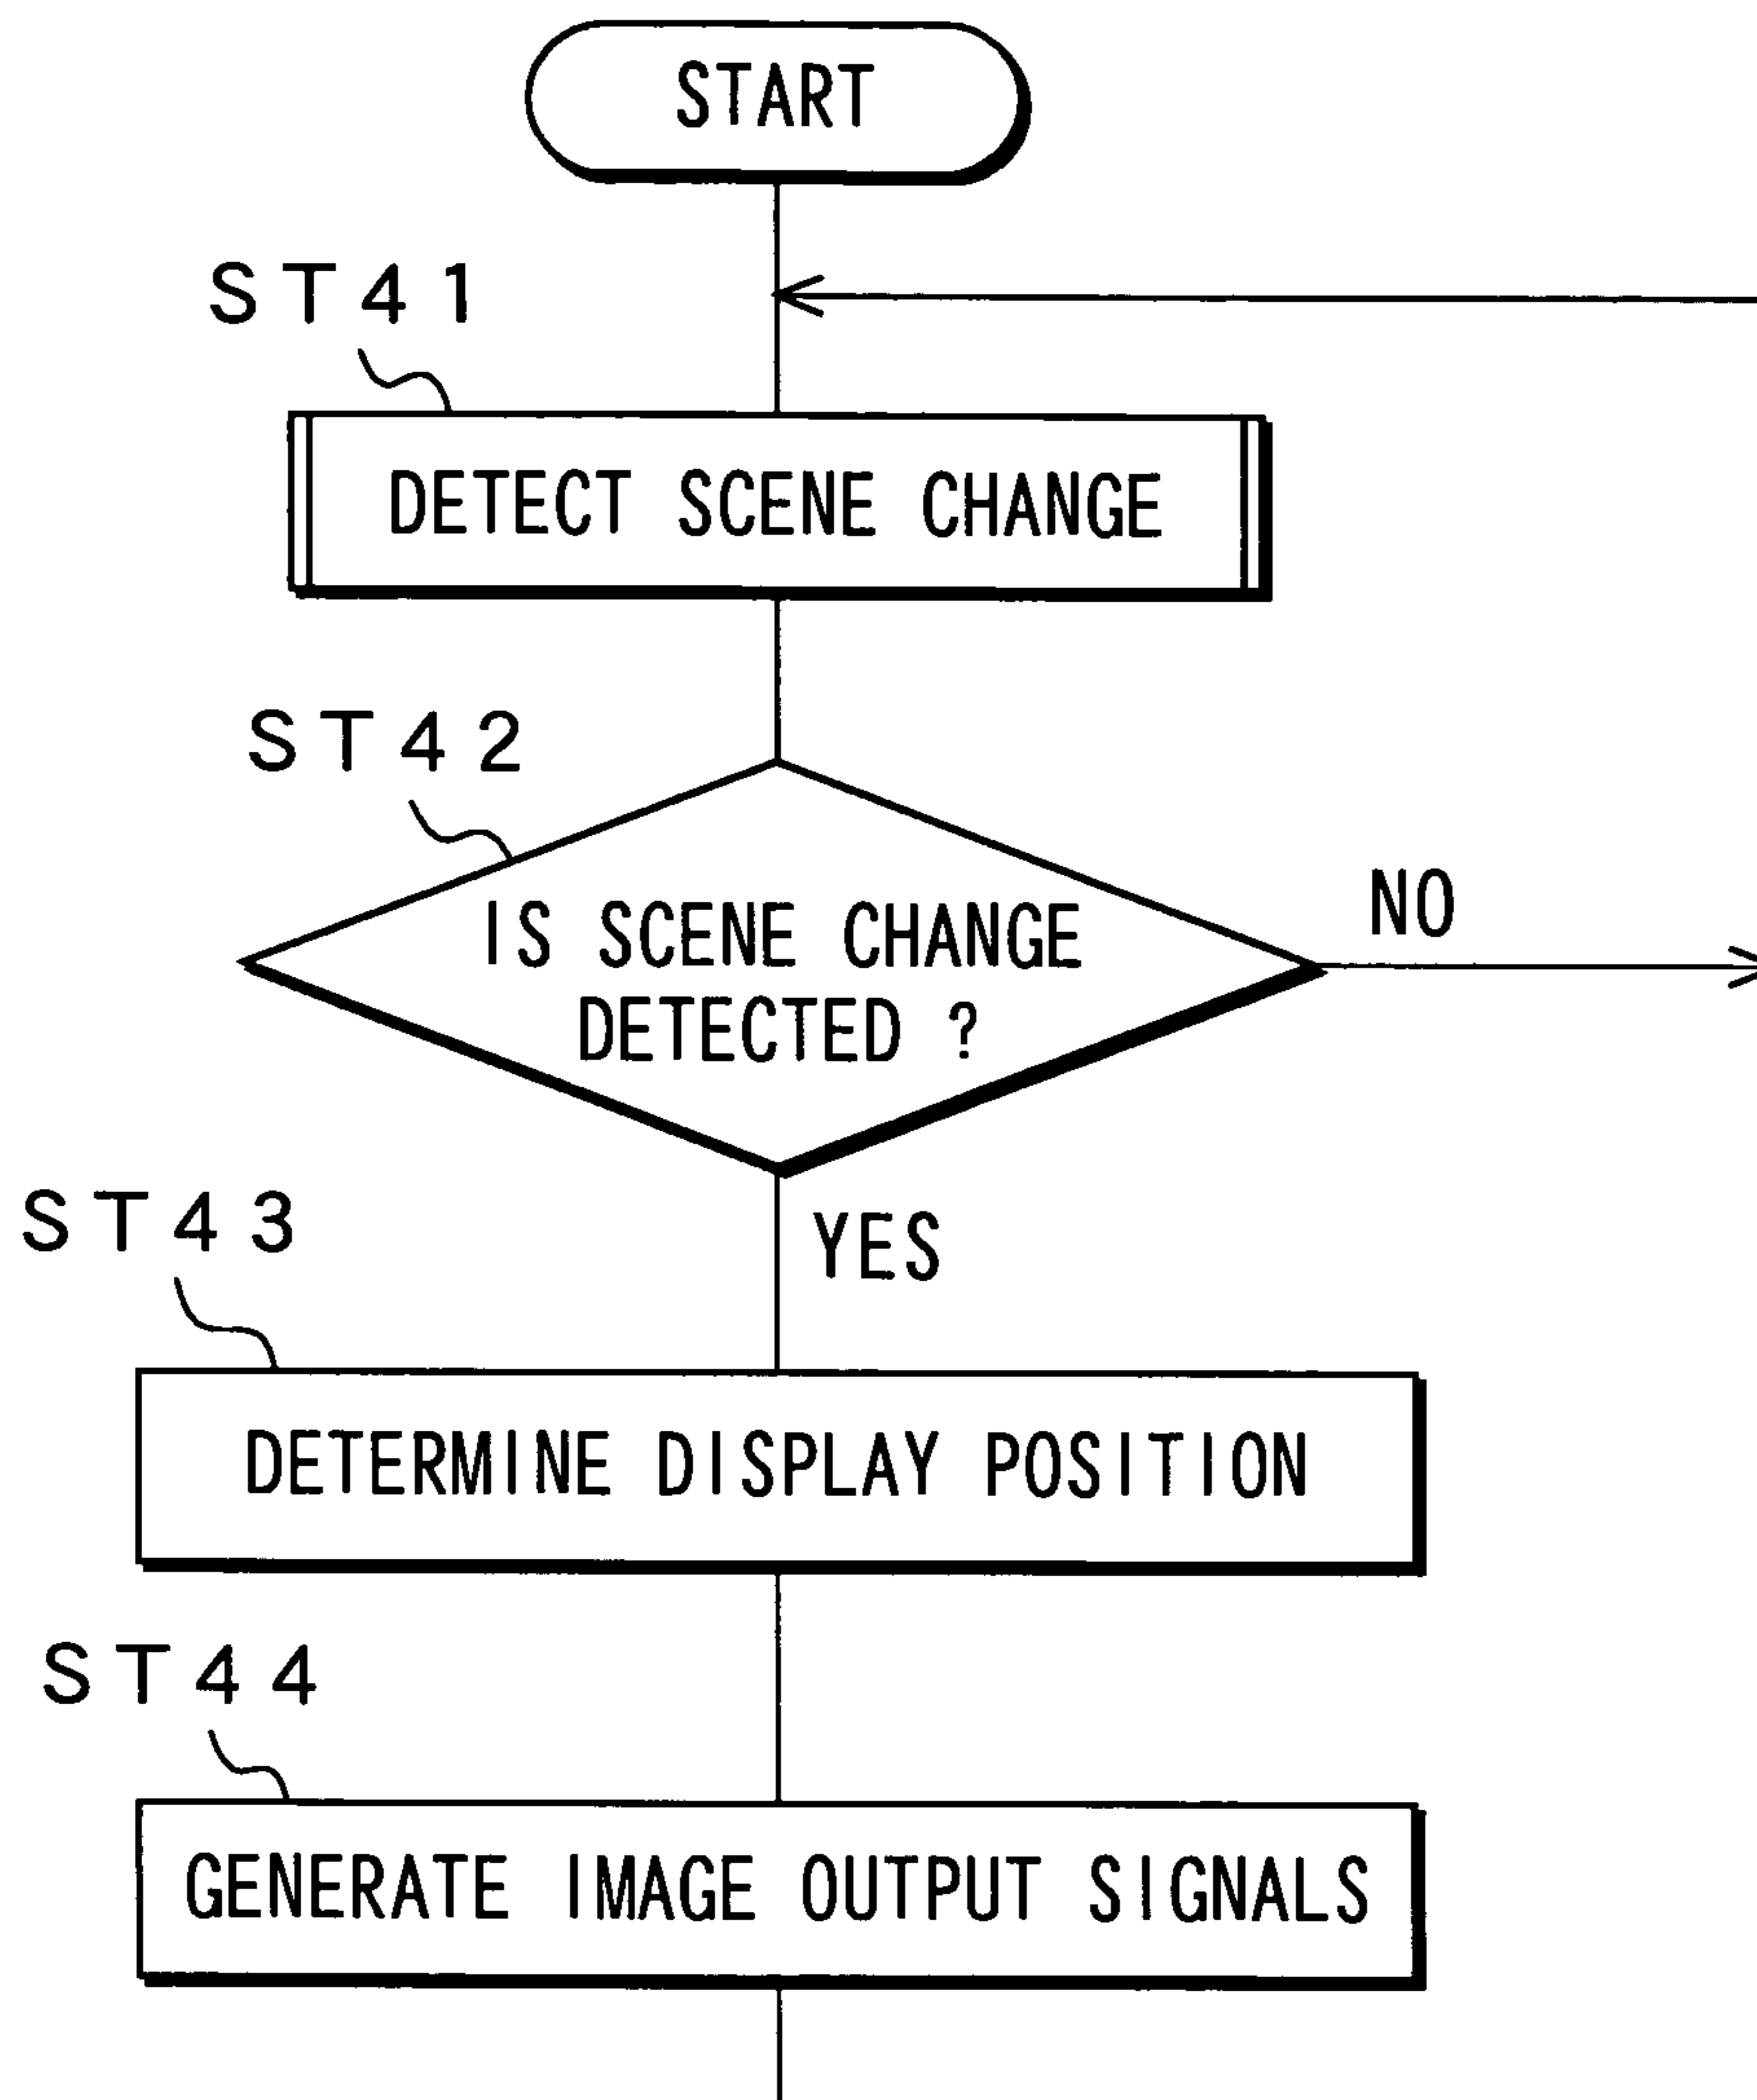 START
ST41
DETECT SCENE CHANGE
ST42
IS SCENE CHANGE
DETECTED ?
NO
YES
ST43
DETERMINE DISPLAY POSITION
ST44
GENERATE IMAGE OUTPUT SIGNALS